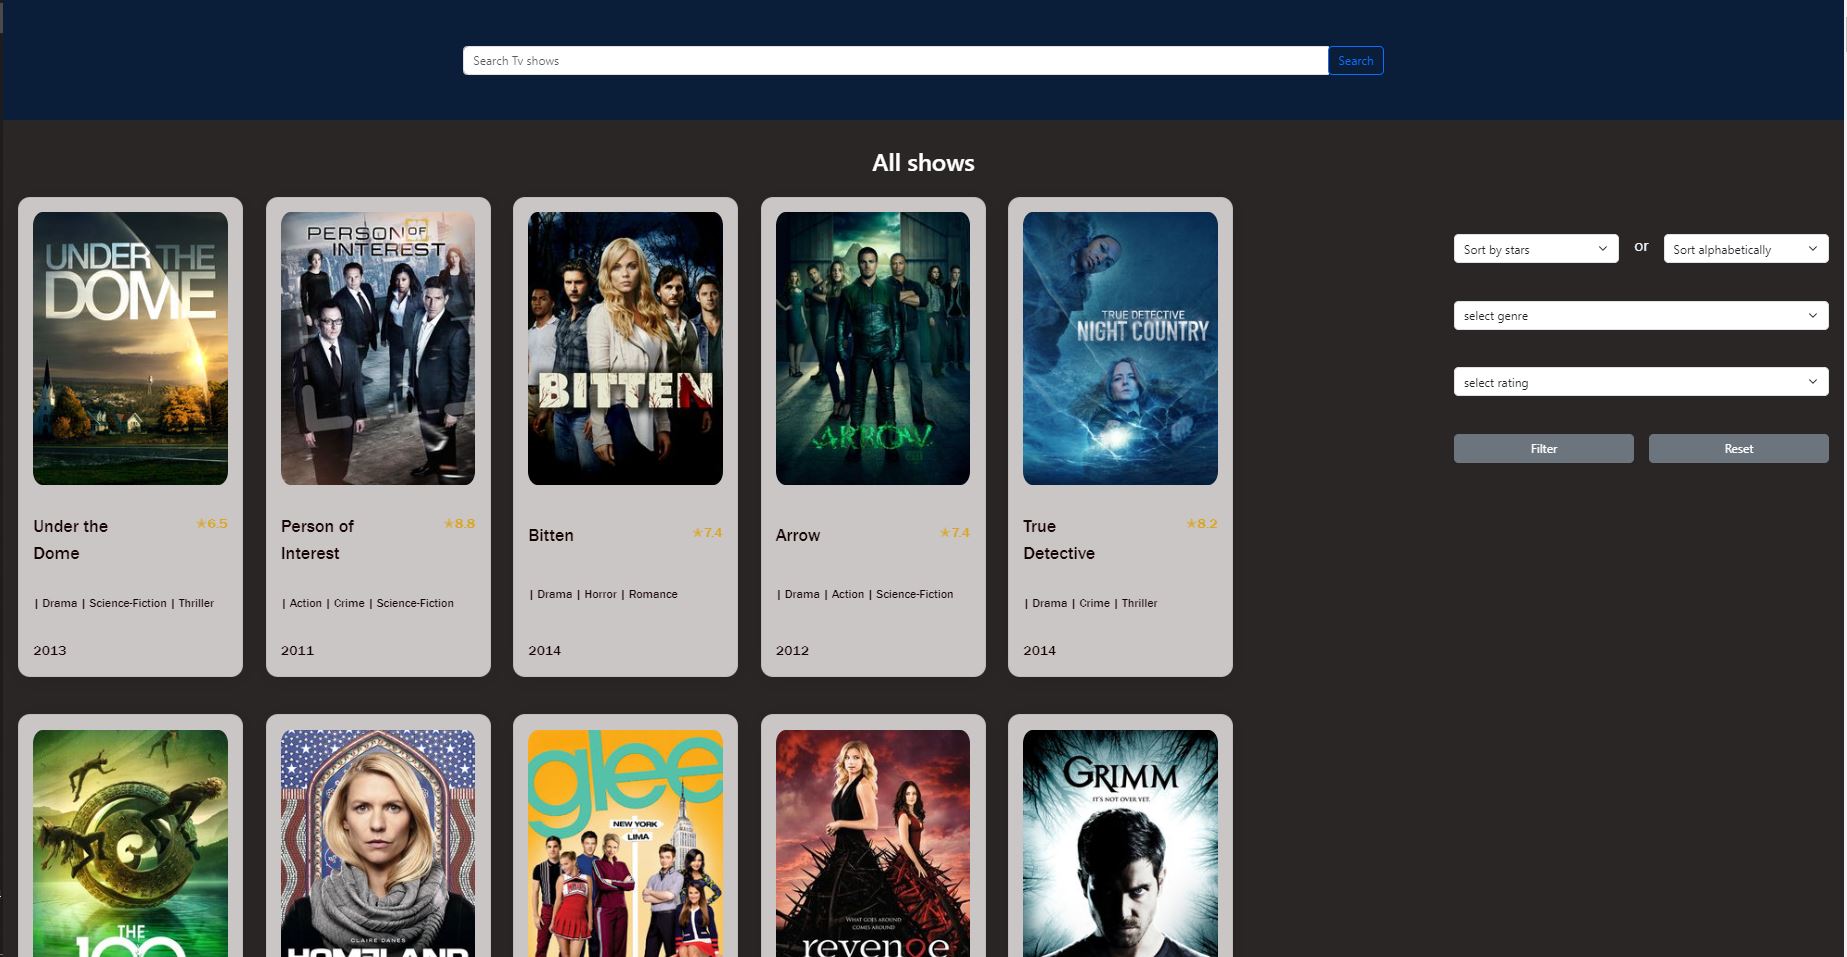 Search Tv shows
Search
All shows
Sort by stars
or
Sort alphabetically
select genre
select rating
Filter
Reset
UNDER THE
DOME
Under the
Dome
★6.5
| Drama | Science-Fiction | Thriller
2013
PERSON OF
INTEREST
Person of
Interest
★8.8
| Action | Crime | Science-Fiction
2011
BITTEN
Bitten
★7.4
| Drama | Horror | Romance
2014
ARROW
Arrow
★7.4
| Drama | Action | Science-Fiction
2012
TRUE DETECTIVE
NIGHT COUNTRY
True
Detective
★8.2
| Drama | Crime | Thriller
2014
THE
100
CLAIRE DANES
HOMELAND
glee
NEW YORK
LIMA
WHAT GOES AROUND
COMES AROUND
revenge
GRIMM
IT'S NOT OVER YET.